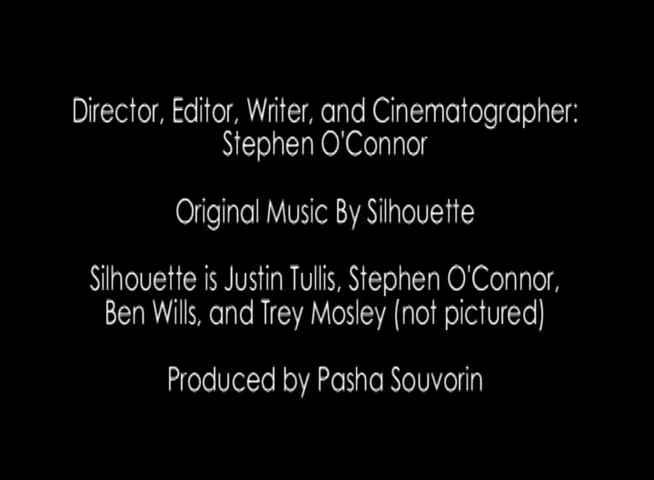 Director, Editor, Writer, and Cinematographer:
Stephen O'Connor
Original Music By Silhouette
Silhouette is Justin Tullis, Stephen O'Connor,
Ben Wills, and Trey Mosley (not pictured)
Produced by Pasha Souvorin